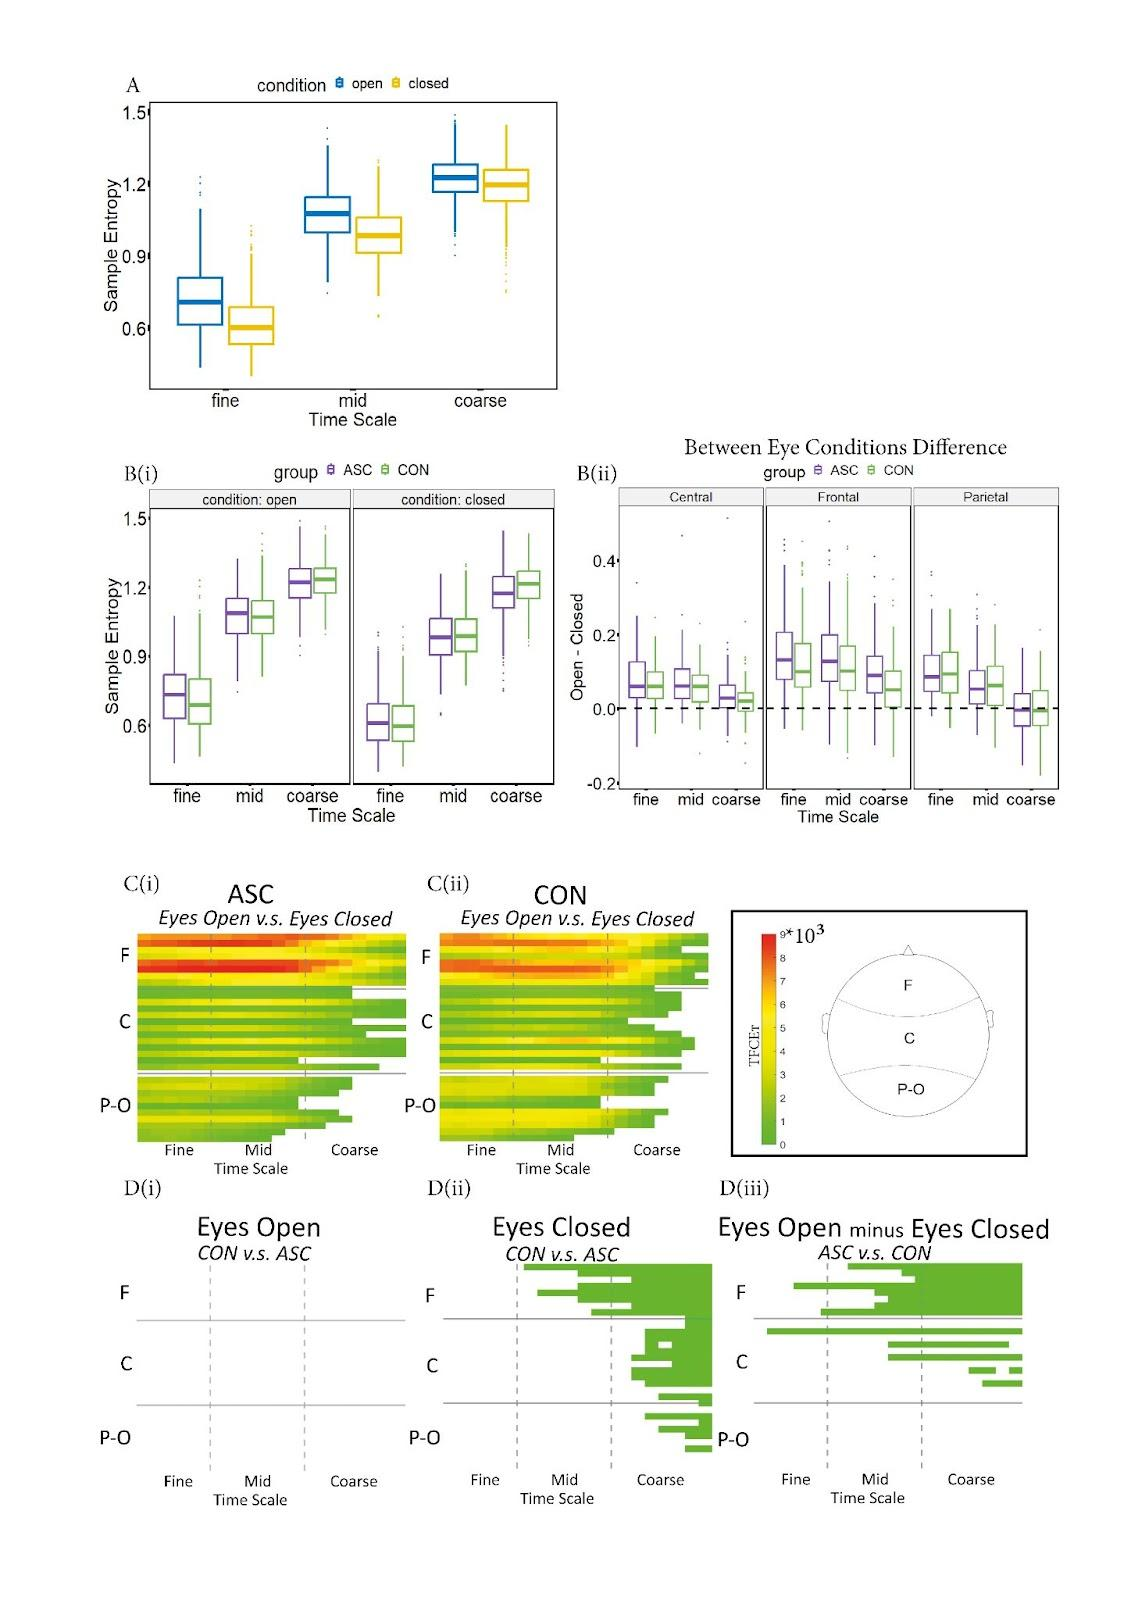 A
condition open closed
1.5
1.2
0.9
0.6
Sample Entropy
fine mid coarse
Time Scale
B(i)
group ASC CON
condition: open condition: closed
1.5
1.2
0.9
0.6
Sample Entropy
fine mid coarse fine mid coarse
Time Scale
Between Eye Conditions Difference
B(ii)
group ASC CON
Central Frontal Parietal
0.4
0.2
0.0
-0.2
Open - Closed
fine mid coarse fine mid coarse fine mid coarse
Time Scale
C(i)
ASC
Eyes Open v.s. Eyes Closed
F
C
P-O
Fine Mid Coarse
Time Scale
C(ii)
CON
Eyes Open v.s. Eyes Closed
F
C
P-O
Fine Mid Coarse
Time Scale
9*10³
8
7
6
5
4
3
2
1
0
TFCET
F
C
P-O
D(i)
Eyes Open
CON v.s. ASC
F
C
P-O
Fine Mid Coarse
Time Scale
D(ii)
Eyes Closed
CON v.s. ASC
F
C
P-O
Fine Mid Coarse
Time Scale
D(iii)
Eyes Open minus Eyes Closed
ASC v.s. CON
F
C
P-O
Fine Mid Coarse
Time Scale